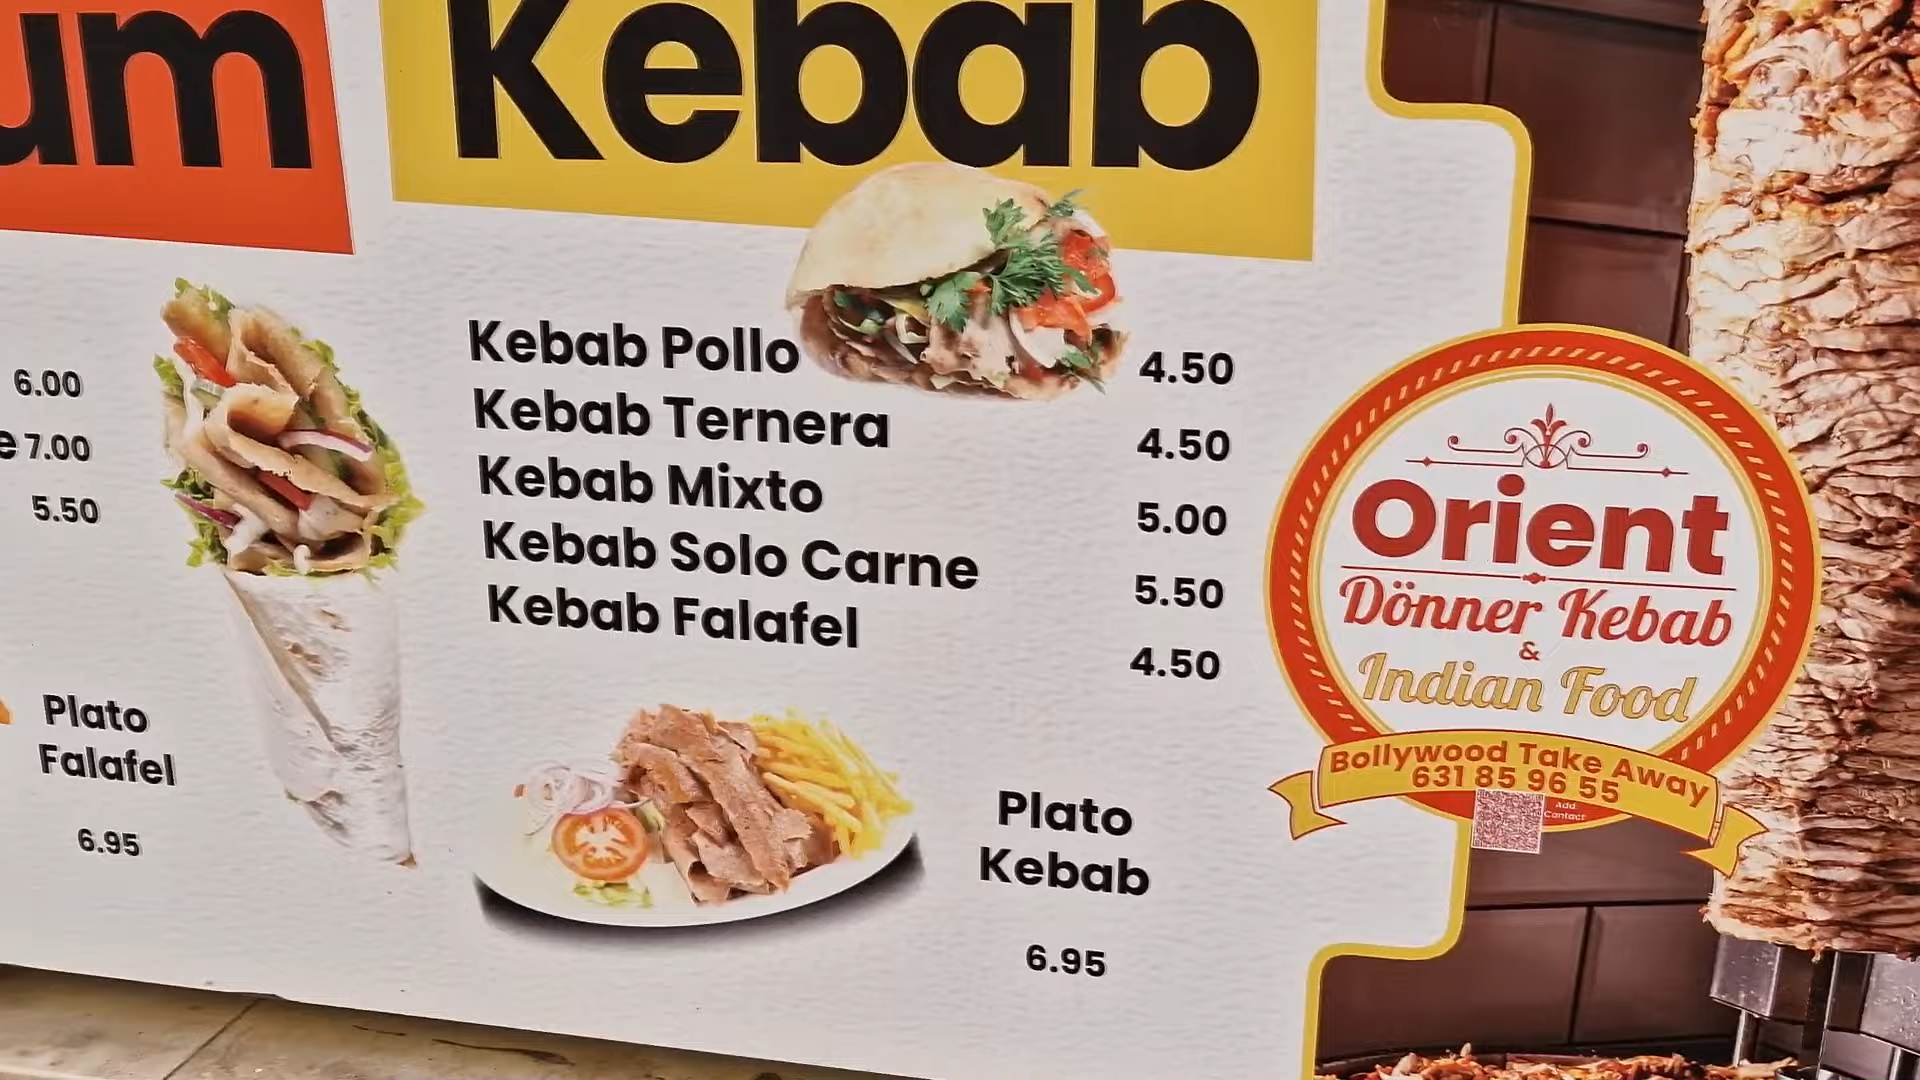 um
6.00
e 7.00
5.50
Plato
Falafel
6.95
Kebab
Kebab Pollo 4.50
Kebab Ternera 4.50
Kebab Mixto 5.00
Kebab Solo Carne 5.50
Kebab Falafel 4.50
Plato
Kebab
6.95
Orient
Dönner Kebab
&
Indian Food
Bollywood Take Away
631 85 96 55
Add
Contact